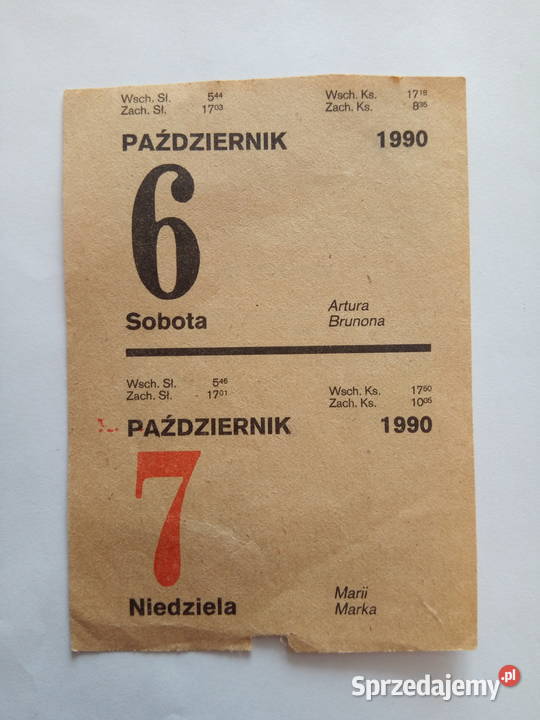 Wsch. Sł. 5⁴⁴ Wsch. Ks. 17¹⁸
Zach. Sł. 17⁰³ Zach. Ks. 8³⁵
PAŹDZIERNIK 1990
6
Sobota
Artura
Brunona
Wsch. Sł. 5⁴⁶ Wsch. Ks. 17⁵⁰
Zach. Sł. 17⁰¹ Zach. Ks. 10⁰⁵
PAŹDZIERNIK 1990
7
Niedziela
Marii
Marka
Sprzedajemy.pl